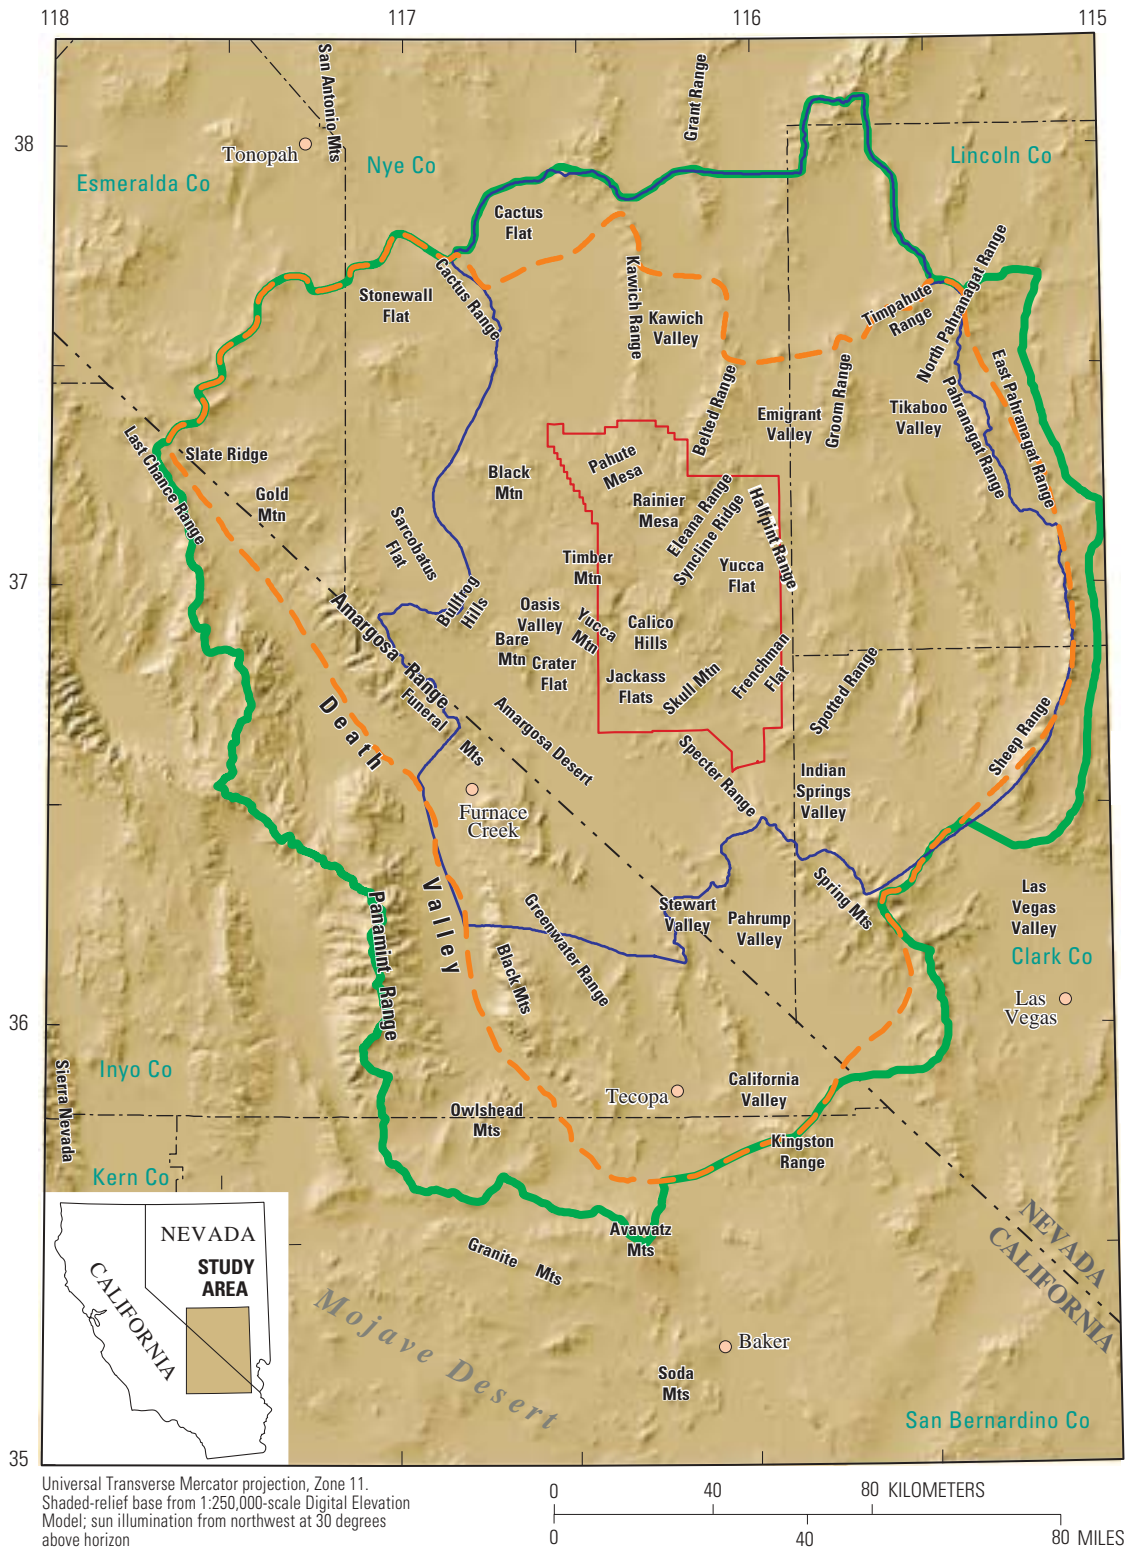 118
117
116
115
38
37
36
35
San Antonio Mts
Grant Range
Tonopah
Nye Co
Esmeralda Co
Lincoln Co
Cactus
Flat
Cactus Range
Stonewall
Flat
Kawich Range
Kawich
Valley
Timpahute
Range
North Pahranagat Range
East Pahranagat Range
Pahranagat Range
Belted Range
Emigrant
Valley
Groom Range
Tikaboo
Valley
Last Chance Range
Slate Ridge
Gold
Mtn
Black
Mtn
Pahute
Mesa
Rainier
Mesa
Eleana Range
Syncline Ridge
Halfpint Range
Sarcobatus
Flat
Timber
Mtn
Yucca
Flat
Bullfrog
Hills
Oasis
Valley
Yucca
Mtn
Calico
Hills
Amargosa Range
Bare
Mtn
Crater
Flat
Jackass
Flats
Skull Mtn
Frenchman
Flat
Spotted Range
Funeral Mts
Amargosa Desert
Death Valley
Specter Range
Indian
Springs
Valley
Sheep Range
Furnace
Creek
Panamint Range
Greenwater Range
Black Mts
Stewart
Valley
Pahrump
Valley
Spring Mts
Las
Vegas
Valley
Clark Co
Las
Vegas
Inyo Co
Sierra Nevada
Kern Co
Tecopa
California
Valley
Owlshead
Mts
Kingston
Range
Avawatz
Mts
Granite Mts
NEVADA
CALIFORNIA
Mojave Desert
Baker
Soda
Mts
San Bernardino Co
NEVADA
STUDY
AREA
CALIFORNIA
Universal Transverse Mercator projection, Zone 11.
Shaded-relief base from 1:250,000-scale Digital Elevation
Model; sun illumination from northwest at 30 degrees
above horizon
0 40 80 KILOMETERS
0 40 80 MILES